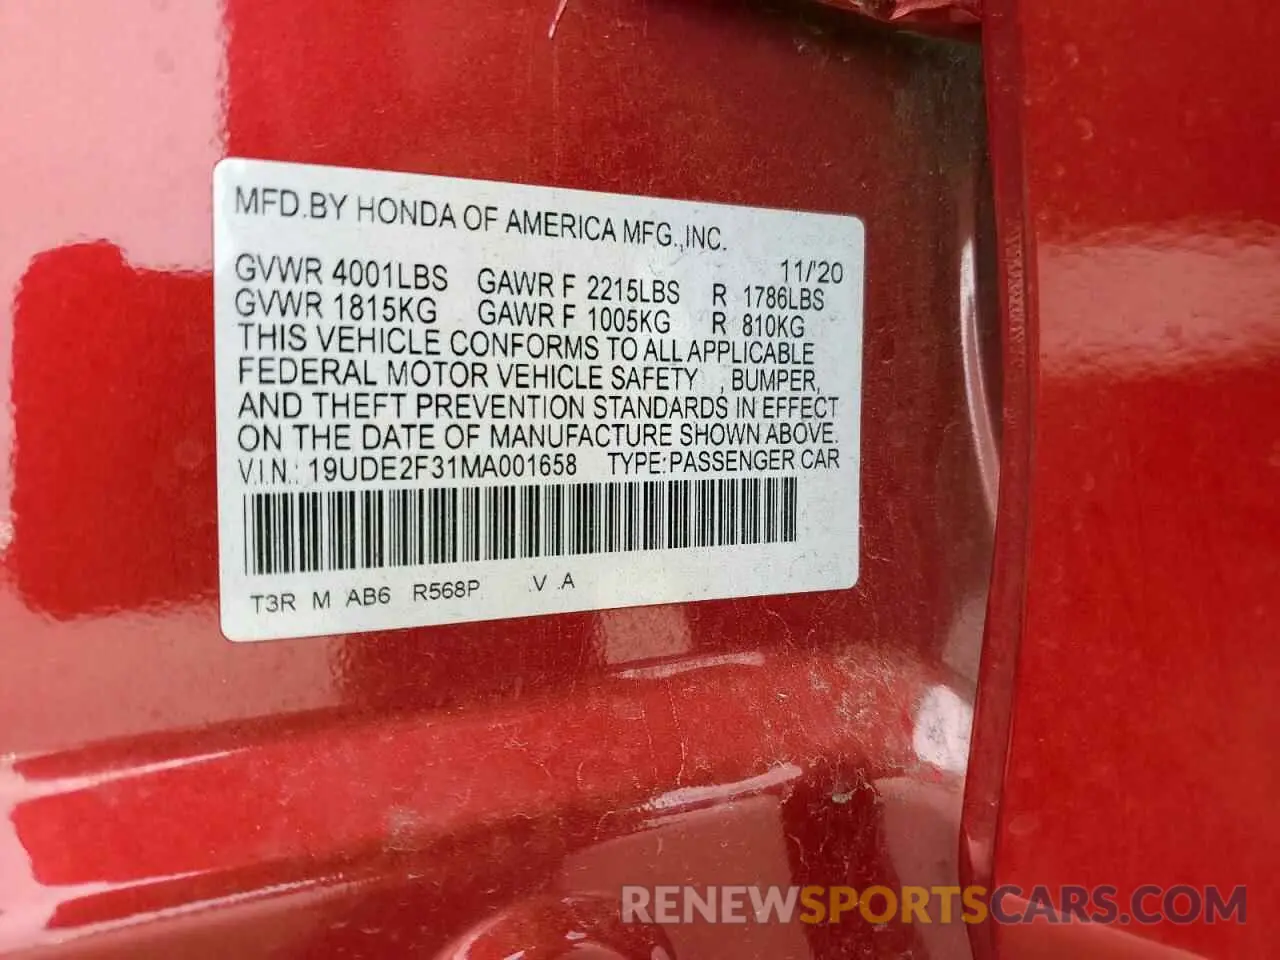 MFD.BY HONDA OF AMERICA MFG.,INC.
11/'20
GVWR 4001LBS GAWR F 2215LBS R 1786LBS
GVWR 1815KG GAWR F 1005KG R 810KG
THIS VEHICLE CONFORMS TO ALL APPLICABLE
FEDERAL MOTOR VEHICLE SAFETY , BUMPER,
AND THEFT PREVENTION STANDARDS IN EFFECT
ON THE DATE OF MANUFACTURE SHOWN ABOVE.
V.I.N.: 19UDE2F31MA001658 TYPE:PASSENGER CAR
T3R M AB6 R568P .V .A
RENEWSPORTSCARS.COM